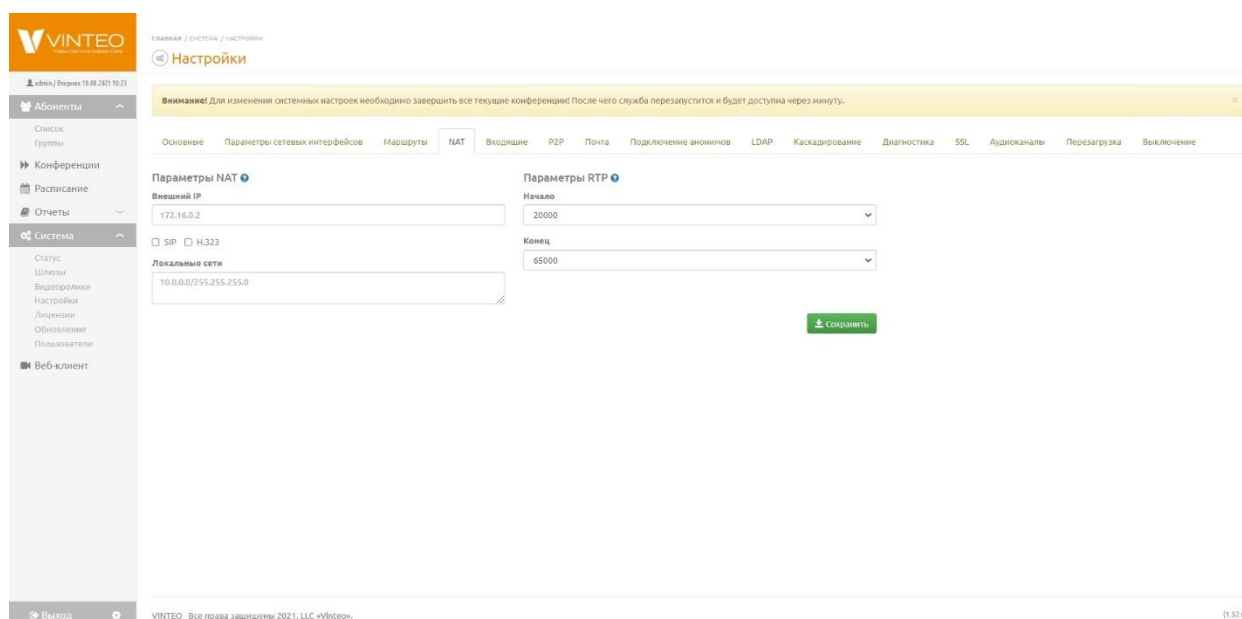 VINTEO
Video Communication Core
ГЛАВНАЯ / СИСТЕМА / НАСТРОЙКИ
Настройки
admin / Вторник 10.08.2021 10:23
Внимание! Для изменения системных настроек необходимо завершить все текущие конференции! После чего служба перезапустится и будет доступна через минуту.
Абоненты
Список
Группы
Конференции
Расписание
Отчеты
Система
Статус
Шлюзы
Видеоролики
Настройки
Лицензии
Обновление
Пользователи
Веб-клиент
Основные Параметры сетевых интерфейсов Маршруты NAT Входящие P2P Почта Подключение анонимов LDAP Каскадирование Диагностика SSL Аудиоканалы Перезагрузка Выключение
Параметры NAT
Внешний IP
172.16.0.2
SIP H.323
Локальные сети
10.0.0.0/255.255.255.0
Параметры RTP
Начало
20000
Конец
65000
Сохранить
Выход
VINTEO Все права защищены 2021. LLC «Vinteo».